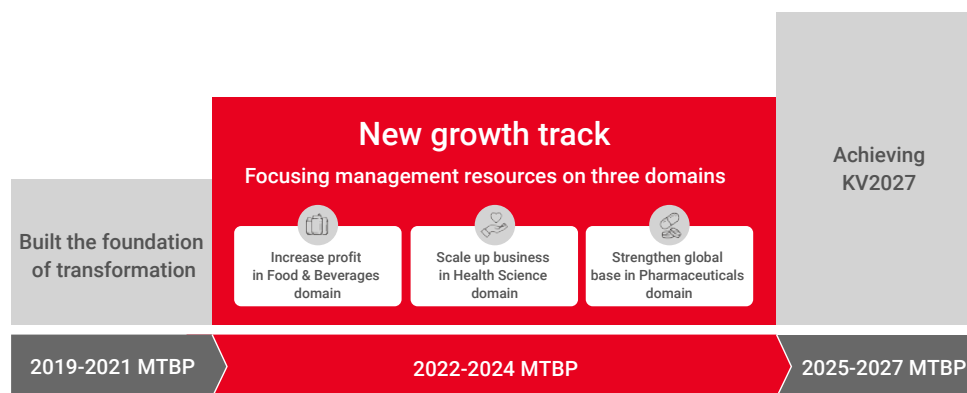 New growth track
Focusing management resources on three domains
Built the foundation
of transformation
Increase profit
in Food & Beverages
domain
Scale up business
in Health Science
domain
Strengthen global
base in Pharmaceuticals
domain
Achieving
KV2027
2019-2021 MTBP
2022-2024 MTBP
2025-2027 MTBP